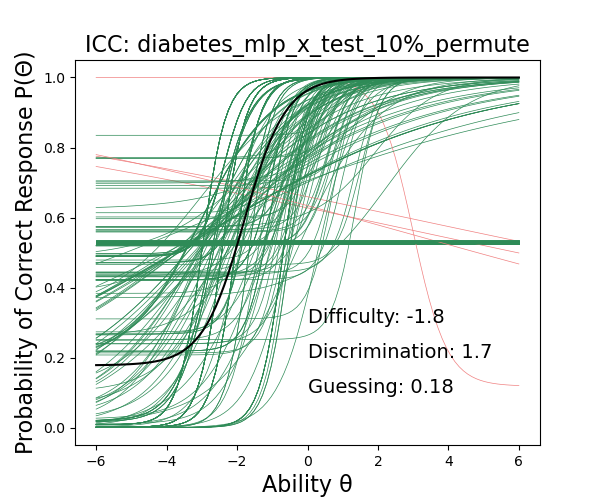 ICC: diabetes_mlp_x_test_10%_permute
Probability of Correct Response P(Θ)
1.0
0.8
0.6
0.4
0.2
0.0
Difficulty: -1.8
Discrimination: 1.7
Guessing: 0.18
−6
−4
−2
0
2
4
6
Ability θ